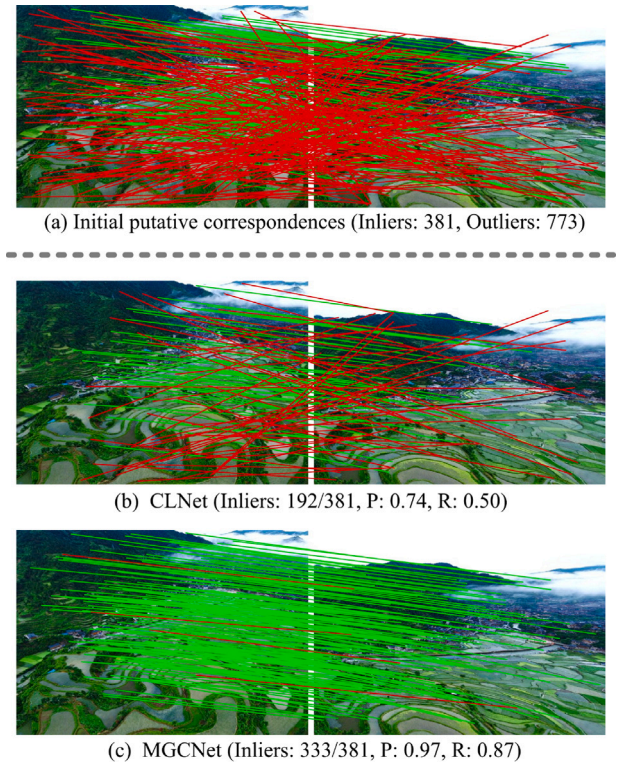 (a) Initial putative correspondences (Inliers: 381, Outliers: 773)
(b) CLNet (Inliers: 192/381, P: 0.74, R: 0.50)
(c) MGCNet (Inliers: 333/381, P: 0.97, R: 0.87)